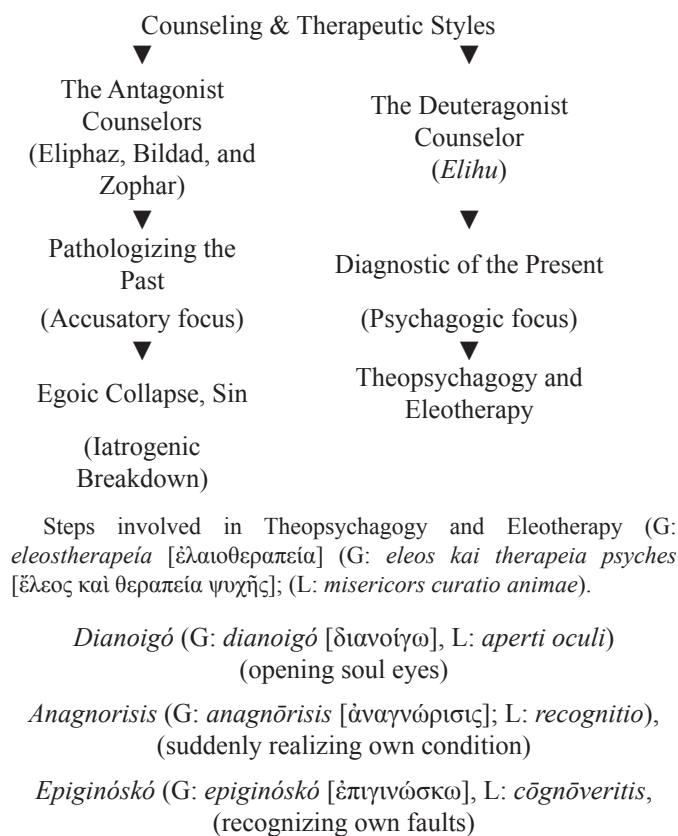 Counseling & Therapeutic Styles
▼ ▼
The Antagonist
Counselors
(Eliphaz, Bildad, and
Zophar)
The Deuteragonist
Counselor
(Elihu)
▼ ▼
Pathologizing the
Past
(Accusatory focus)
Diagnostic of the Present
(Psychagogic focus)
▼ ▼
Egoic Collapse, Sin
(Iatrogenic
Breakdown)
Theopsychagogy and
Eleotherapy
Steps involved in Theopsychagogy and Eleotherapy (G:
eleostherapeía [ἐλαιοθεραπεία] (G: eleos kai therapeia psyches
[ἔλεος καὶ θεραπεία ψυχῆς]; (L: misericors curatio animae).
Dianoigó (G: dianoigó [διανοίγω], L: aperti oculi)
(opening soul eyes)
Anagnorisis (G: anagnōrisis [ἀναγνώρισις]; L: recognitio),
(suddenly realizing own condition)
Epiginóskó (G: epiginóskó [ἐπιγινώσκω], L: cōgnōveritis,
(recognizing own faults)